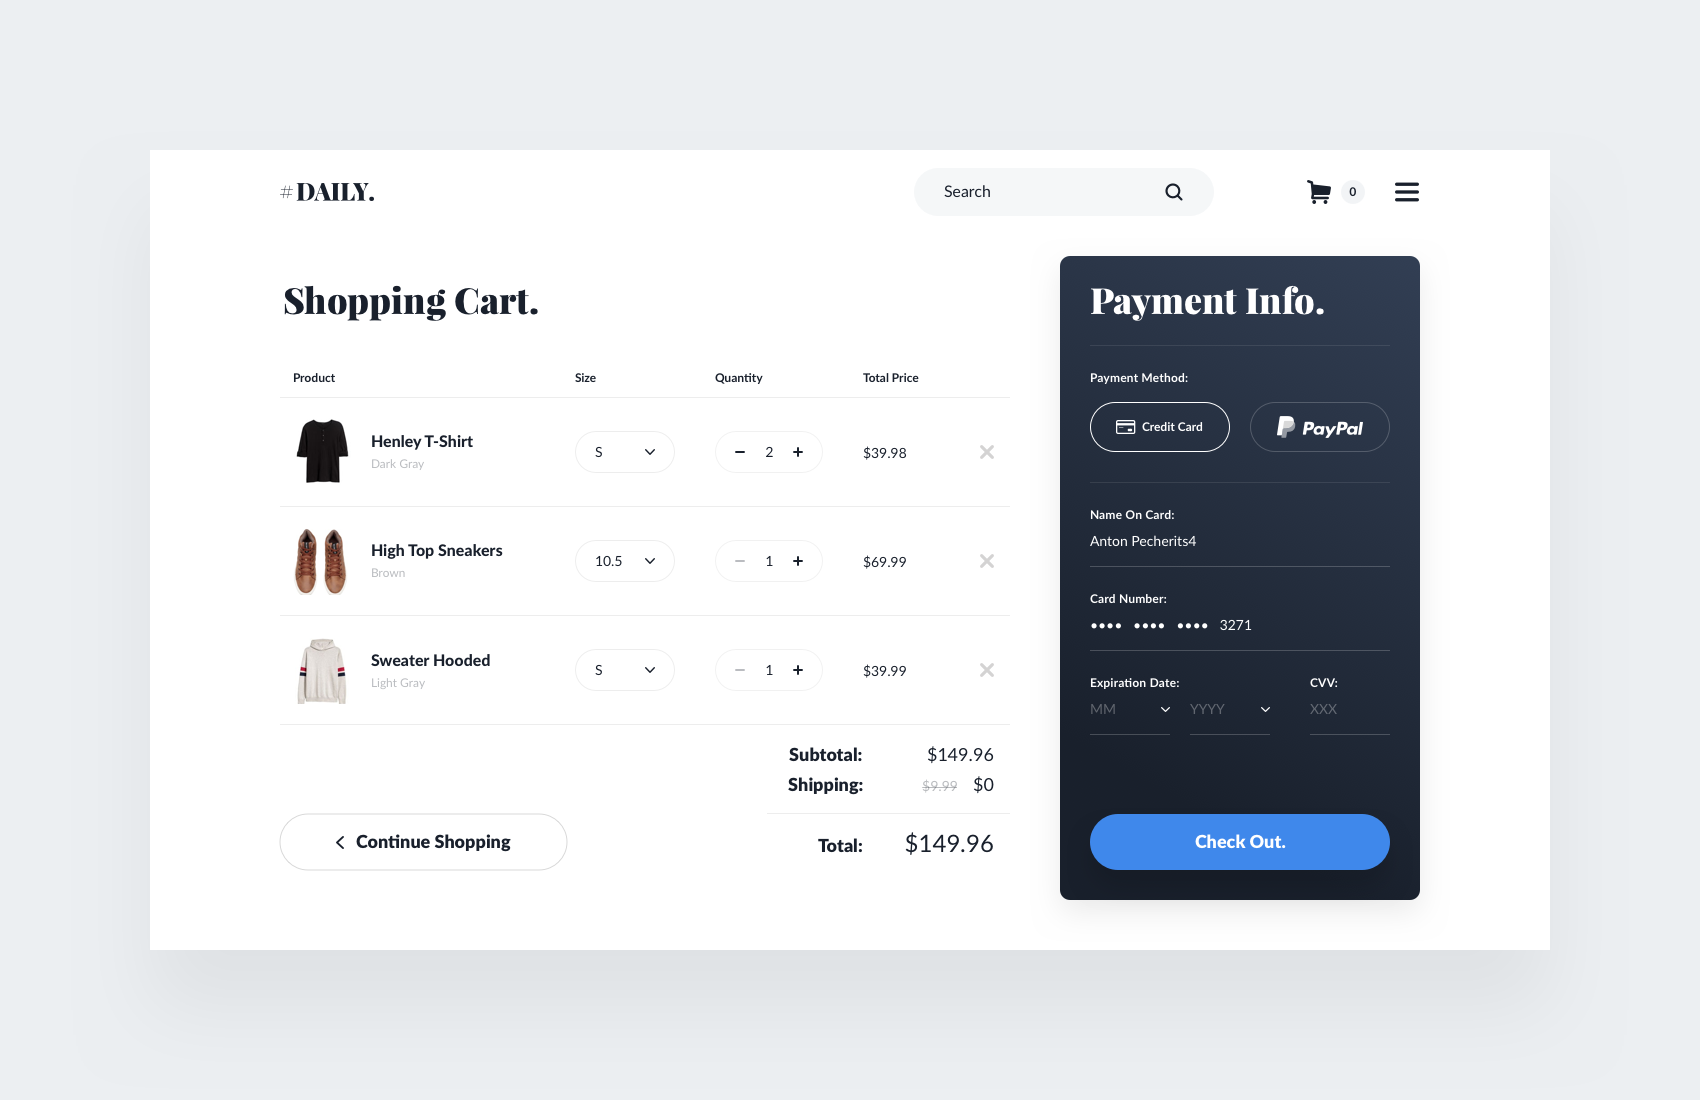 # DAILY.
Search
0
Shopping Cart.
Product Size Quantity Total Price
Henley T-Shirt
Dark Gray
S
2
$39.98
High Top Sneakers
Brown
10.5
1
$69.99
Sweater Hooded
Light Gray
S
1
$39.99
Subtotal: $149.96
Shipping: $9.99 $0
Total: $149.96
Continue Shopping
Payment Info.
Payment Method:
Credit Card
PayPal
Name On Card:
Anton Pecherits4
Card Number:
•••• •••• •••• 3271
Expiration Date: CVV:
MM YYYY XXX
Check Out.